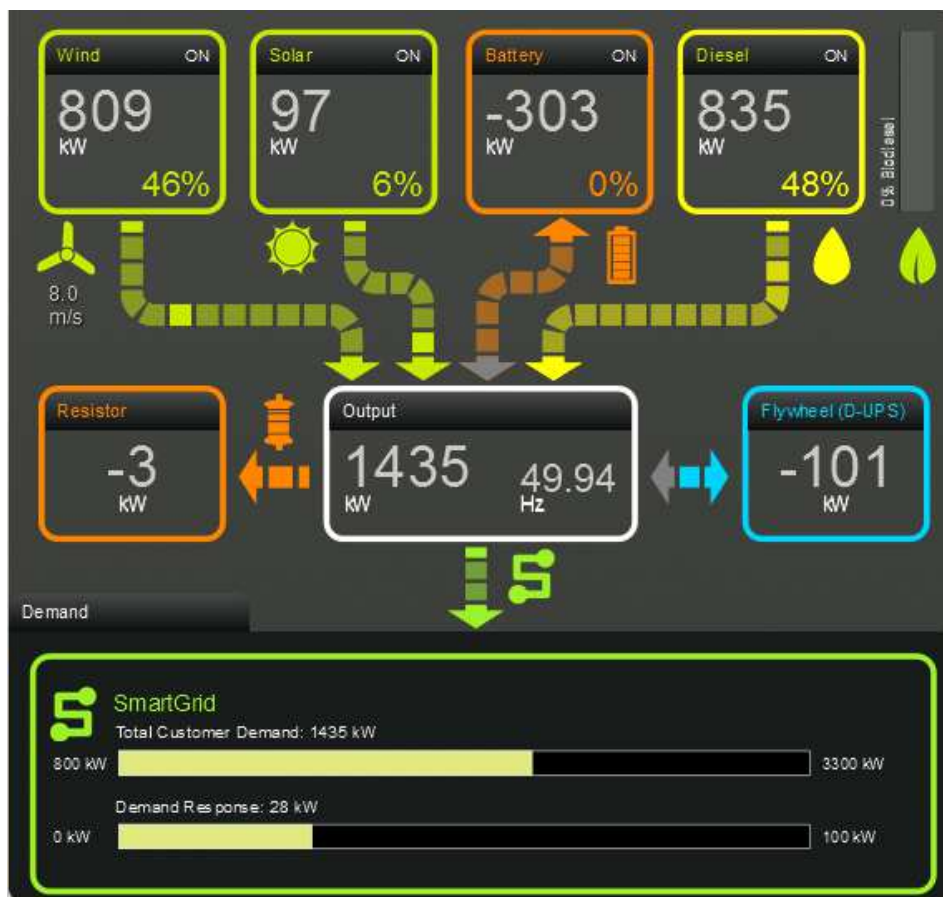 Wind ON
809
kW
46%
Solar ON
97
kW
6%
Battery ON
-303
kW
0%
Diesel ON
835
kW
48%
0% Biodiesel
8.0
m/s
Resistor
-3
kW
Output
1435
kW
49.94
Hz
Flywheel (D-UPS)
-101
kW
Demand
SmartGrid
Total Customer Demand: 1435 kW
800 kW 3300 kW
Demand Response: 28 kW
0 kW 100 kW